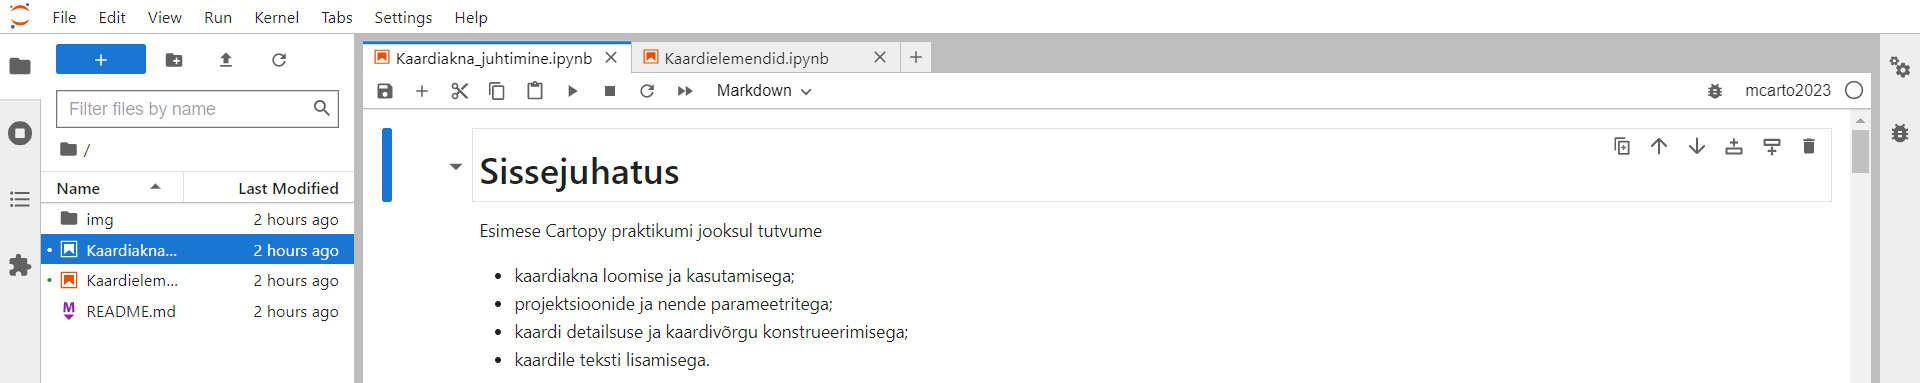 File Edit View Run Kernel Tabs Settings Help
Filter files by name
/
Name Last Modified
img 2 hours ago
Kaardiakna... 2 hours ago
Kaardielem... 2 hours ago
README.md 2 hours ago
Kaardiakna_juhtimine.ipynb Kaardielemendid.ipynb
Markdown mcarto2023
Sissejuhatus
Esimese Cartopy praktikumi jooksul tutvume
• kaardiakna loomise ja kasutamisega;
• projektsioonide ja nende parameetritega;
• kaardi detailsuse ja kaardivõrgu konstrueerimisega;
• kaardile teksti lisamisega.